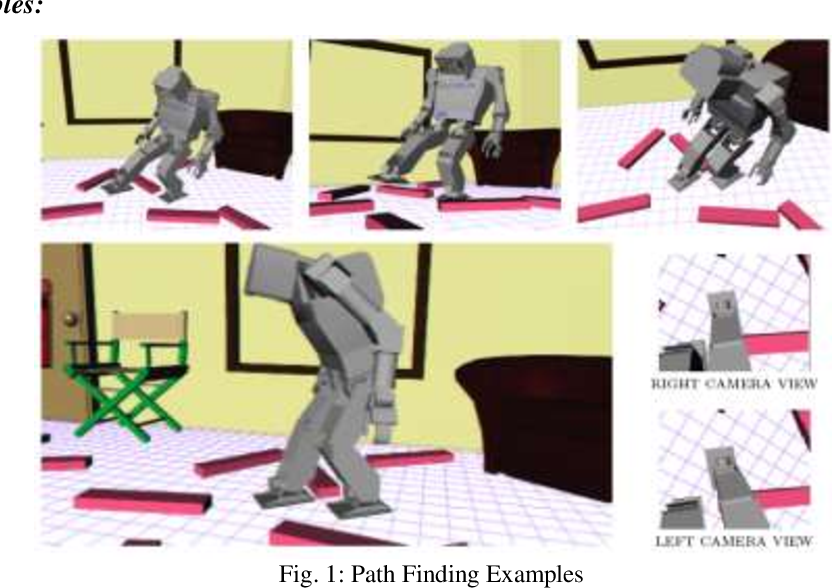 ples:
RIGHT CAMERA VIEW
LEFT CAMERA VIEW
Fig. 1: Path Finding Examples